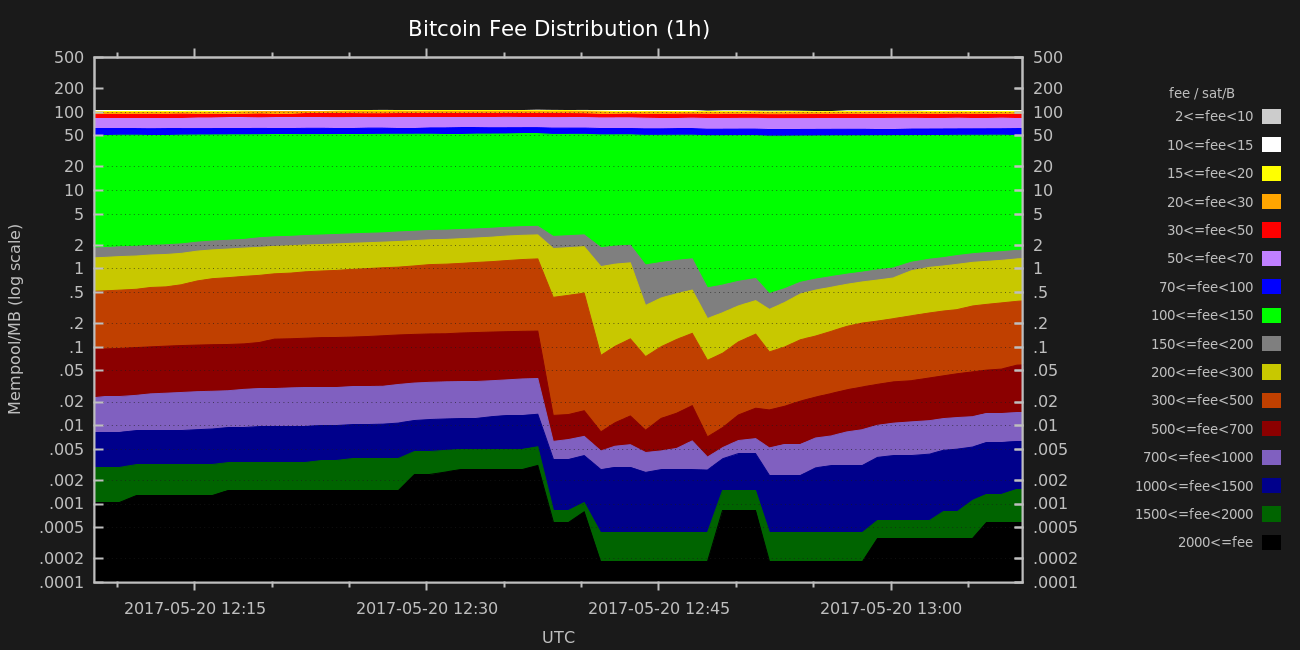 Bitcoin Fee Distribution (1h)
500 500
200 200
100 100
50 50
20 20
10 10
5 5
2 2
1 1
.5 .5
.2 .2
.1 .1
.05 .05
.02 .02
.01 .01
.005 .005
.002 .002
.001 .001
.0005 .0005
.0002 .0002
.0001 .0001
Mempool/MB (log scale)
2017-05-20 12:15 2017-05-20 12:30 2017-05-20 12:45 2017-05-20 13:00
UTC
fee / sat/B
2<=fee<10
10<=fee<15
15<=fee<20
20<=fee<30
30<=fee<50
50<=fee<70
70<=fee<100
100<=fee<150
150<=fee<200
200<=fee<300
300<=fee<500
500<=fee<700
700<=fee<1000
1000<=fee<1500
1500<=fee<2000
2000<=fee